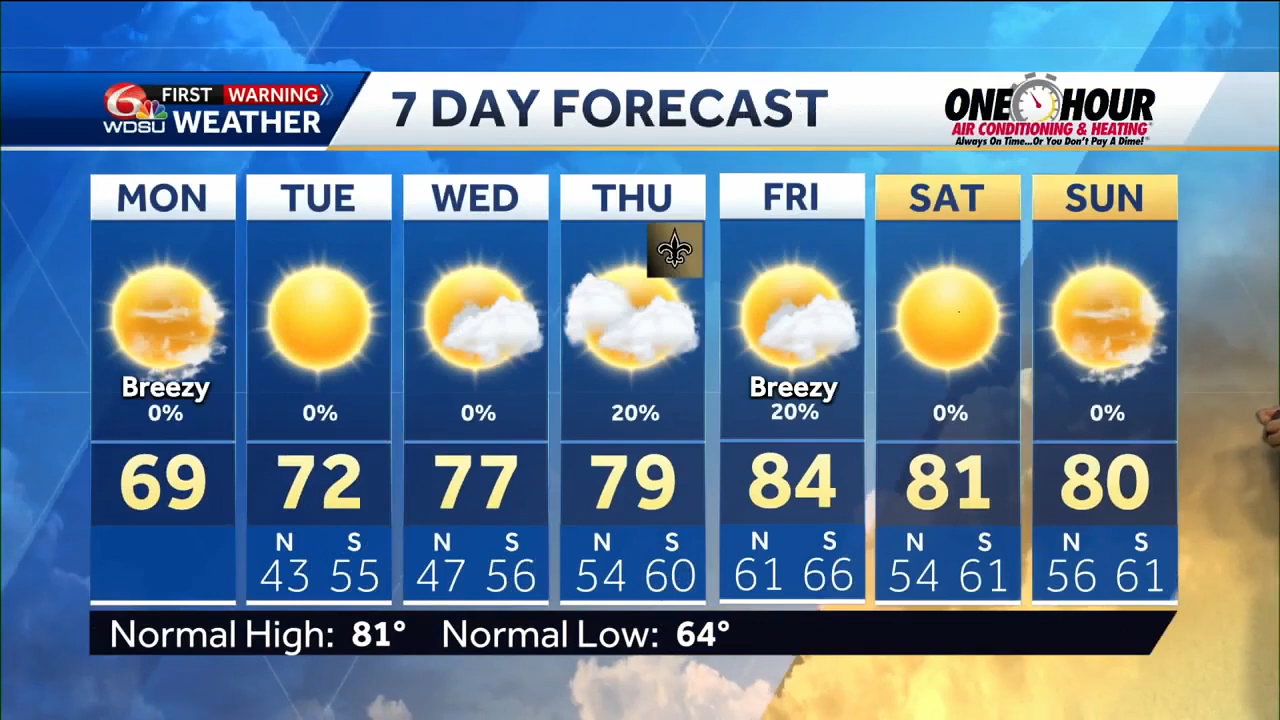 6
WDSU
FIRST WARNING
WEATHER
7 DAY FORECAST
ONE HOUR
AIR CONDITIONING & HEATING
Always On Time...Or You Don't Pay A Dime!
MON TUE WED THU FRI SAT SUN
Breezy Breezy
0% 0% 0% 20% 20% 0% 0%
69 72 77 79 84 81 80
N S N S N S N S N S N S
43 55 47 56 54 60 61 66 54 61 56 61
Normal High: 81° Normal Low: 64°